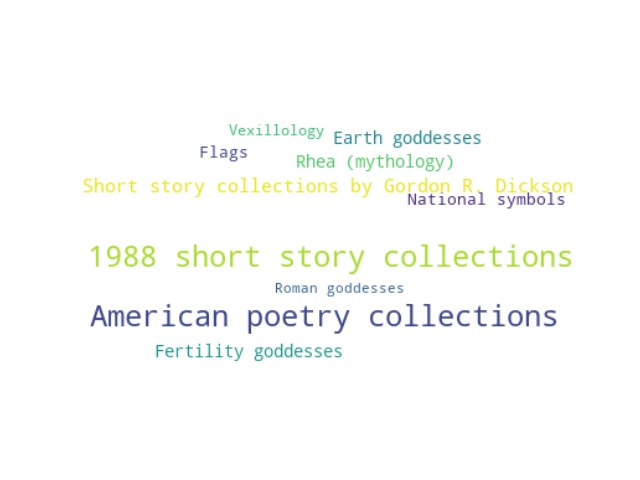 Vexillology
Earth goddesses
Flags
Rhea (mythology)
Short story collections by Gordon R. Dickson
National symbols
1988 short story collections
Roman goddesses
American poetry collections
Fertility goddesses